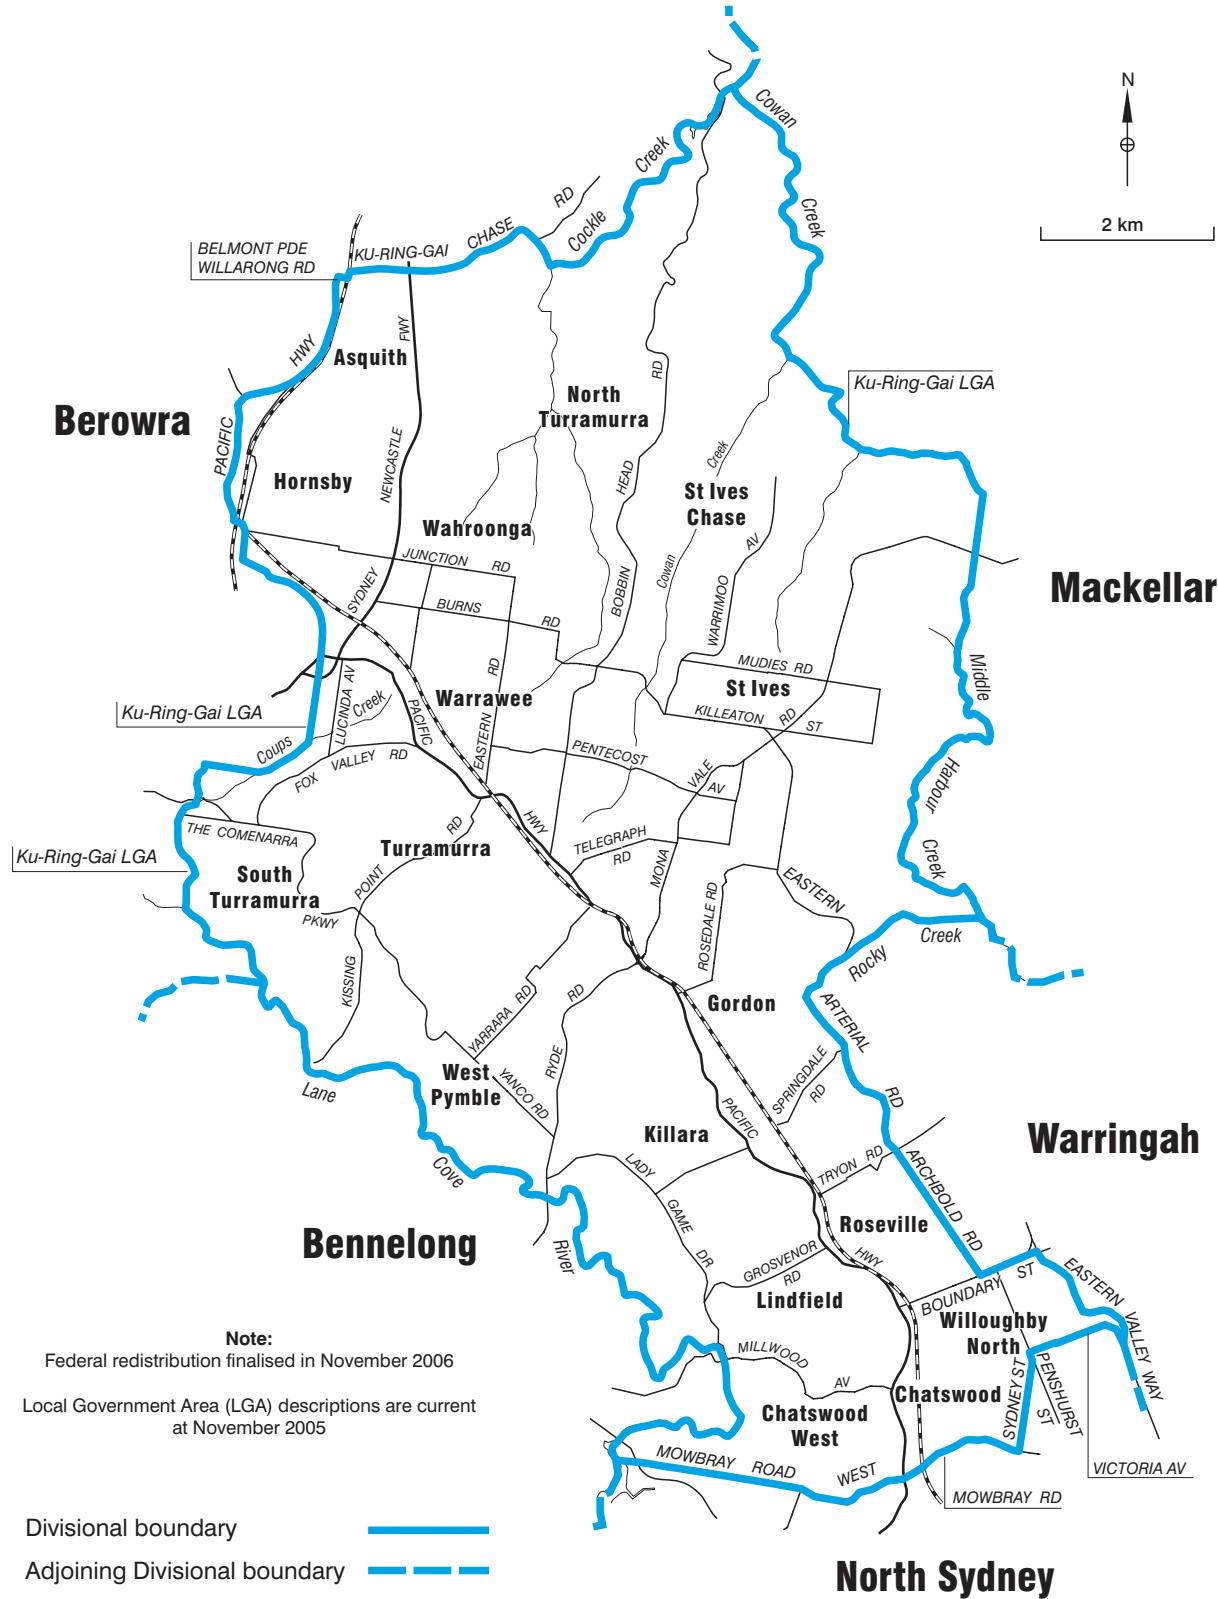 N
2 km
Cowan
Creek
Creek
Cockle
RD
CHASE
KU-RING-GAI
BELMONT PDE
WILLARONG RD
HWY
FWY
Asquith
RD
Ku-Ring-Gai LGA
North
Turramurra
Berowra
PACIFIC
NEWCASTLE
Hornsby
HEAD
Creek
St Ives
Chase
Wahroonga
AV
JUNCTION RD
SYDNEY
BURNS
RD
BOBBIN
Cowan
WARRIMOO
Mackellar
MUDIES RD
Middle
St Ives
RD
Warrawee
LUCINDA AV
Creek
PACIFIC
KILLEATON
RD
ST
Ku-Ring-Gai LGA
Coups
EASTERN
PENTECOST
FOX VALLEY RD
VALE
AV
Harbour
THE COMENARRA
RD
HWY
TELEGRAPH
RD
Turramurra
Ku-Ring-Gai LGA
South
Turramurra
POINT
MONA
Creek
EASTERN
PKWY
ROSEDALE RD
Creek
Rocky
KISSING
RD
Gordon
YARRARA RD
ARTERIAL
RYDE
SPRINGDALE
RD
West
Pymble
YANCO RD
Lane
RD
PACIFIC
Killara
Warringah
Cove
LADY
TRYON RD
ARCHBOLD RD
GAME
Roseville
Bennelong
River
DR
GROSVENOR
RD
HWY
BOUNDARY ST
EASTERN VALLEY WAY
Lindfield
Willoughby
North
MILLWOOD
AV
Chatswood
SYDNEY ST
PENSHURST
ST
Chatswood
West
MOWBRAY ROAD WEST
VICTORIA AV
MOWBRAY RD
North Sydney
Note:
Federal redistribution finalised in November 2006
Local Government Area (LGA) descriptions are current
at November 2005
Divisional boundary
Adjoining Divisional boundary